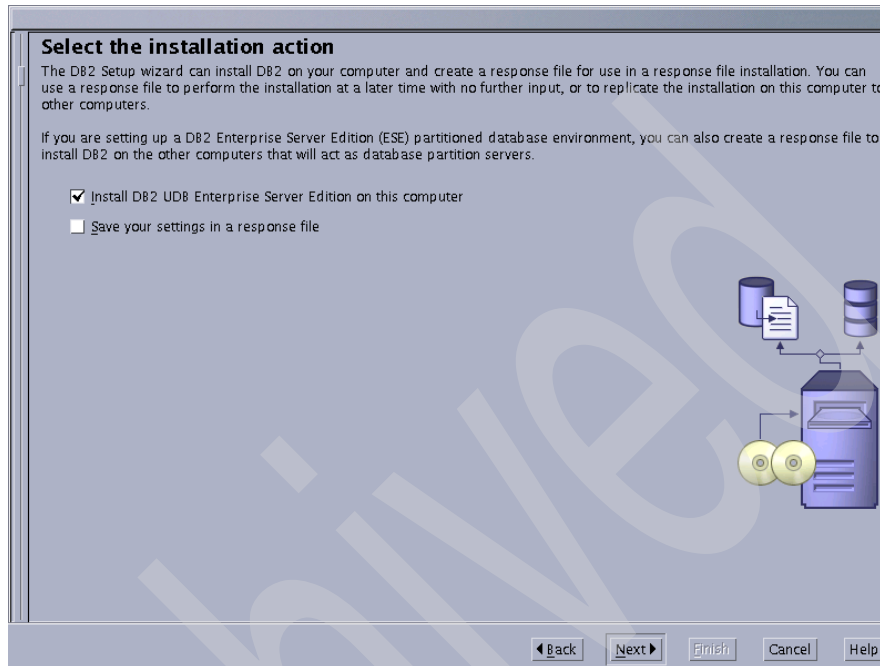 Select the installation action
The DB2 Setup wizard can install DB2 on your computer and create a response file for use in a response file installation. You can
use a response file to perform the installation at a later time with no further input, or to replicate the installation on this computer to
other computers.
If you are setting up a DB2 Enterprise Server Edition (ESE) partitioned database environment, you can also create a response file to
install DB2 on the other computers that will act as database partition servers.
Install DB2 UDB Enterprise Server Edition on this computer
Save your settings in a response file
Back Next Finish Cancel Help